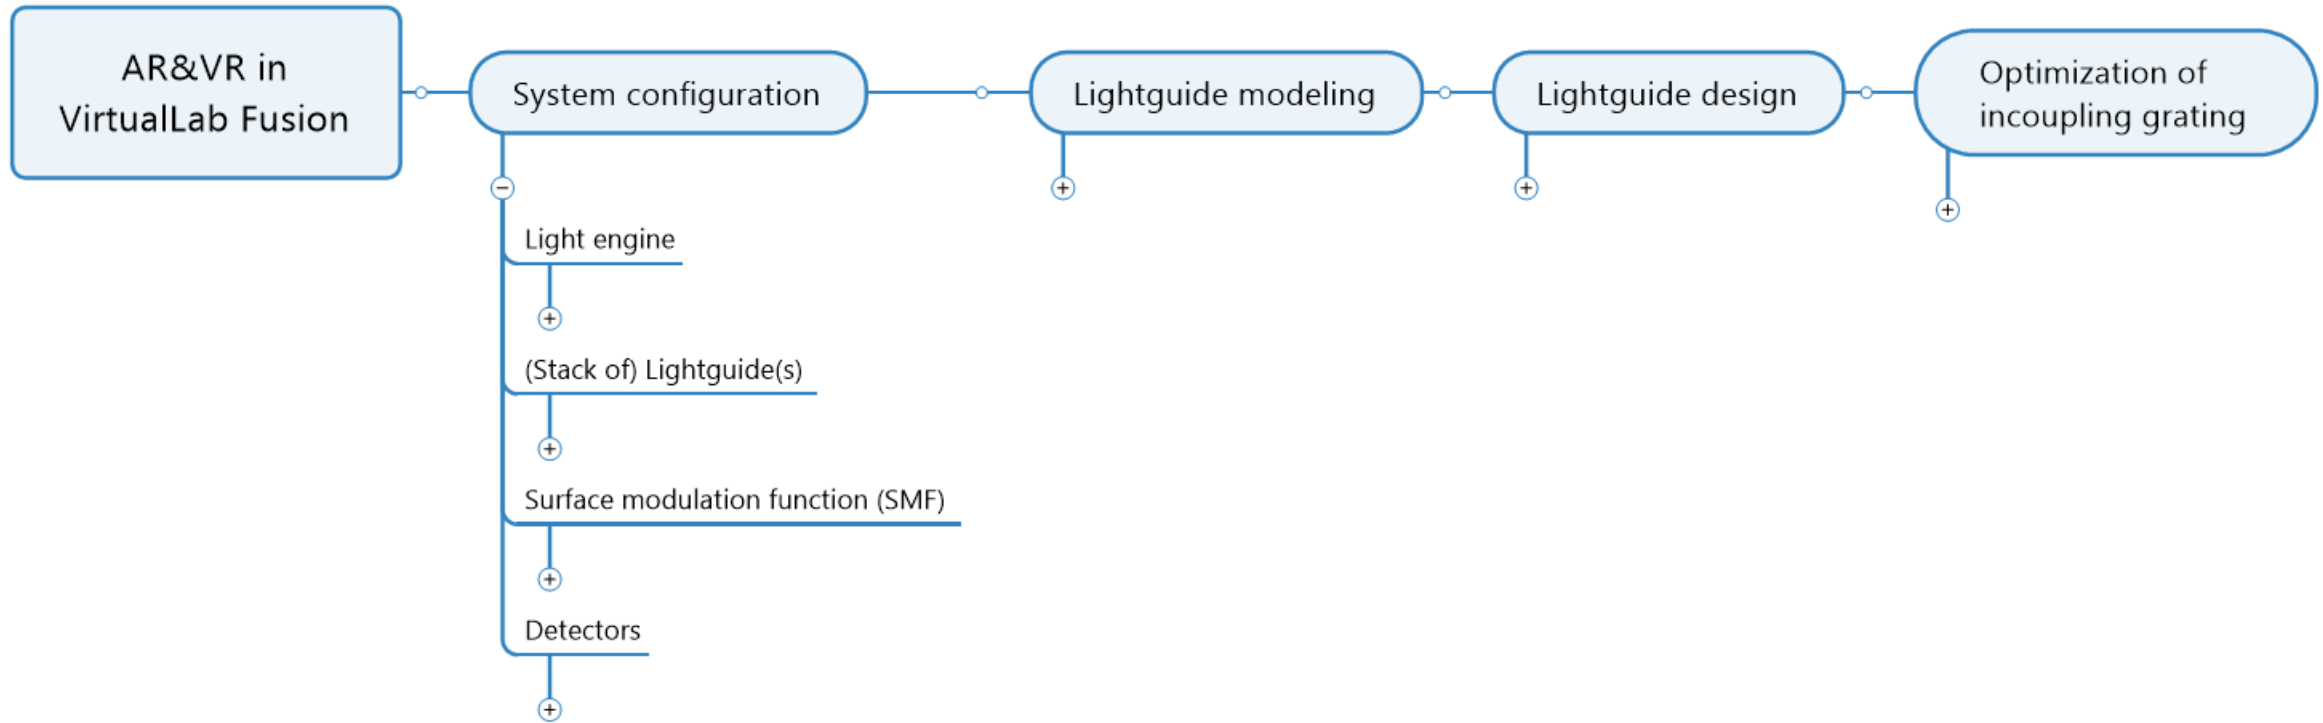 AR&VR in
VirtualLab Fusion
System configuration
Lightguide modeling
Lightguide design
Optimization of
incoupling grating
Light engine
(Stack of) Lightguide(s)
Surface modulation function (SMF)
Detectors